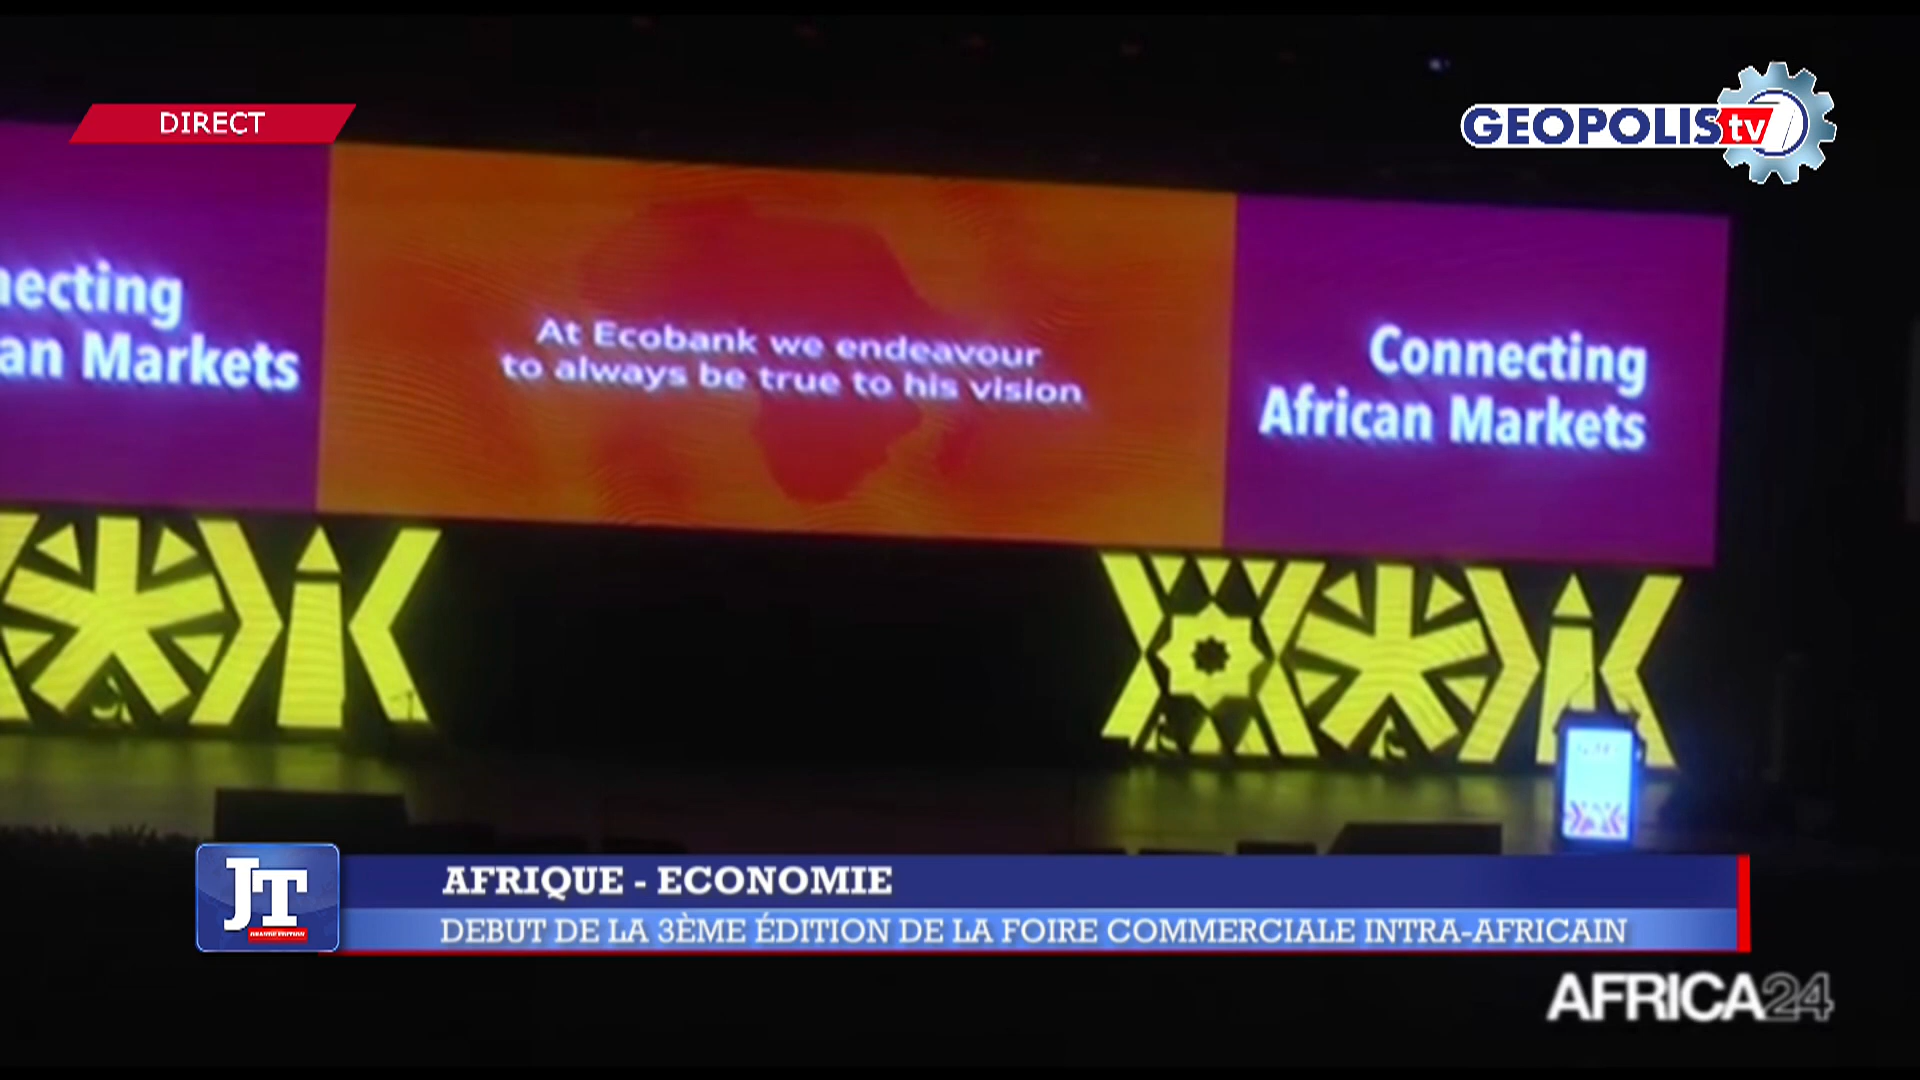 DIRECT
GEOPOLIS tv
necting
an Markets
At Ecobank we endeavour
to always be true to his vision
Connecting
African Markets
JT
AFRIQUE - ECONOMIE
DEBUT DE LA 3ÈME ÉDITION DE LA FOIRE COMMERCIALE INTRA-AFRICAIN
AFRICA24